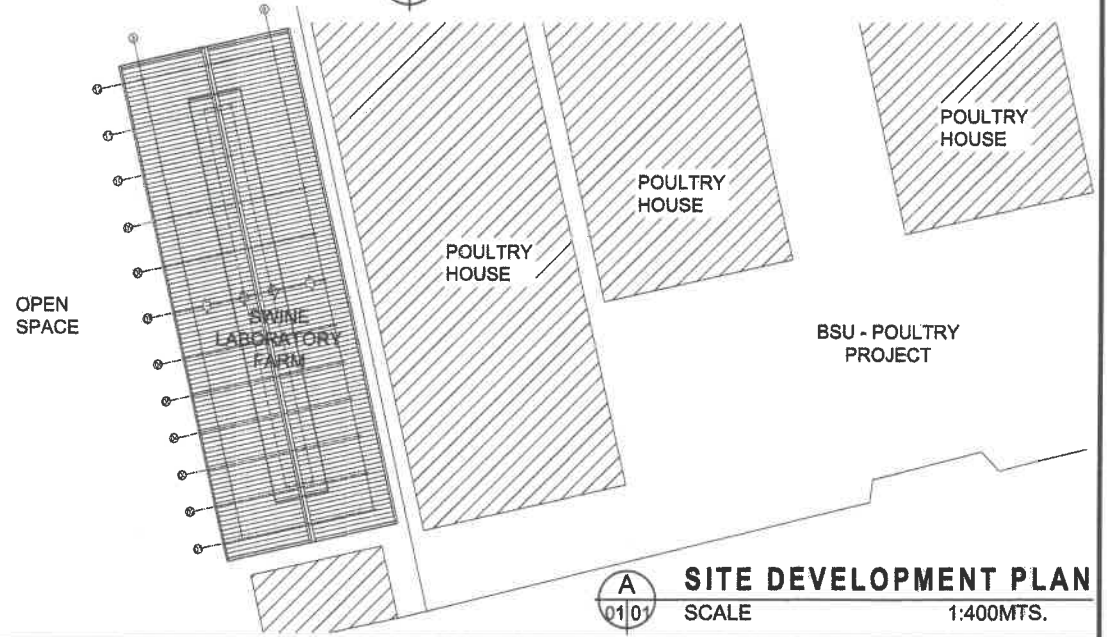 POULTRY
HOUSE
POULTRY
HOUSE
POULTRY
HOUSE
OPEN
SPACE
SWINE
LABORATORY
FARM
BSU - POULTRY
PROJECT
A
01 01
SITE DEVELOPMENT PLAN
SCALE 1:400MTS.